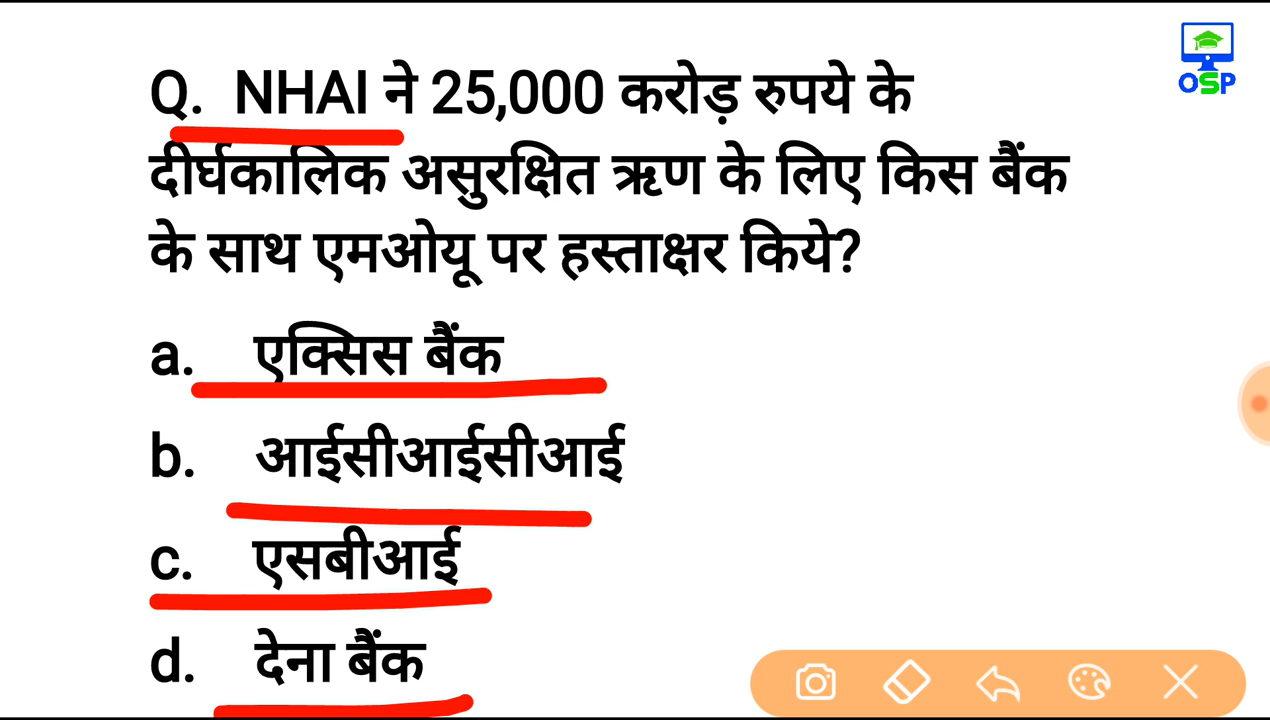 OSP
Q. NHAI ने 25,000 करोड़ रुपये के
दीर्घकालिक असुरक्षित ऋण के लिए किस बैंक
के साथ एमओयू पर हस्ताक्षर किये?
a. एक्सिस बैंक
b. आईसीआईसीआई
c. एसबीआई
d. देना बैंक